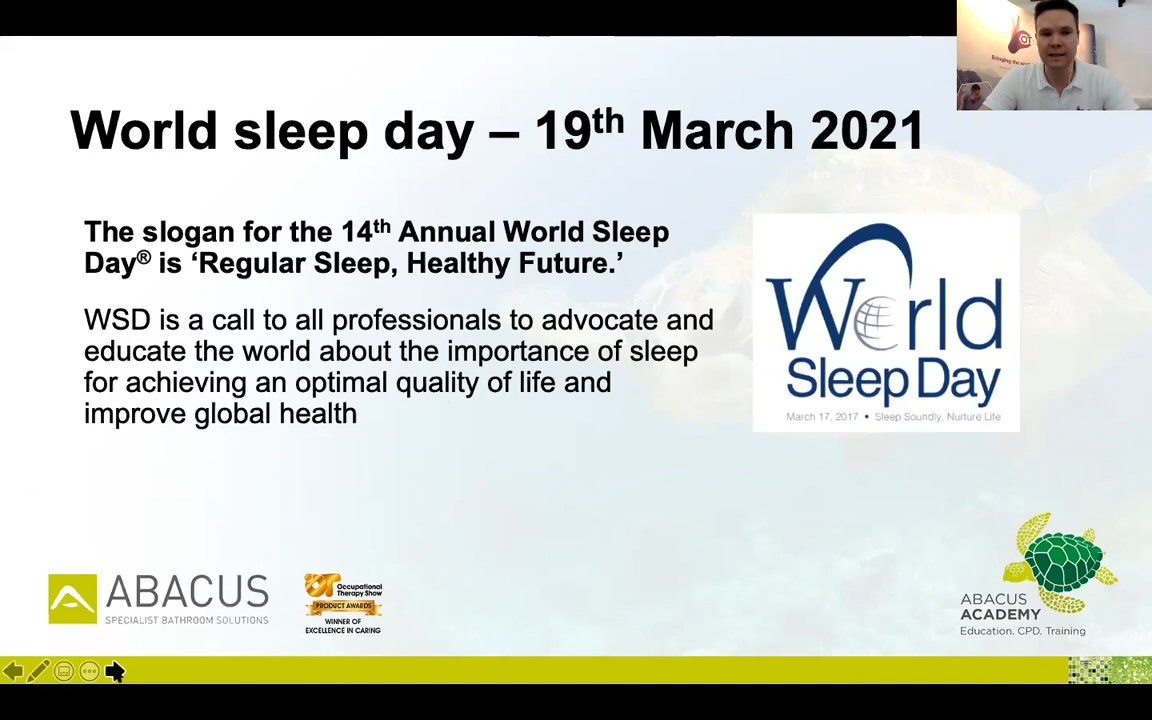 World sleep day – 19th March 2021
The slogan for the 14th Annual World Sleep
Day® is ‘Regular Sleep, Healthy Future.’
WSD is a call to all professionals to advocate and
educate the world about the importance of sleep
for achieving an optimal quality of life and
improve global health
World
Sleep Day
March 17, 2017 • Sleep Soundly, Nurture Life
ABACUS
SPECIALIST BATHROOM SOLUTIONS
Occupational
Therapy Show
PRODUCT AWARDS
WINNER OF
EXCELLENCE IN CARING
ABACUS
ACADEMY
Education. CPD. Training